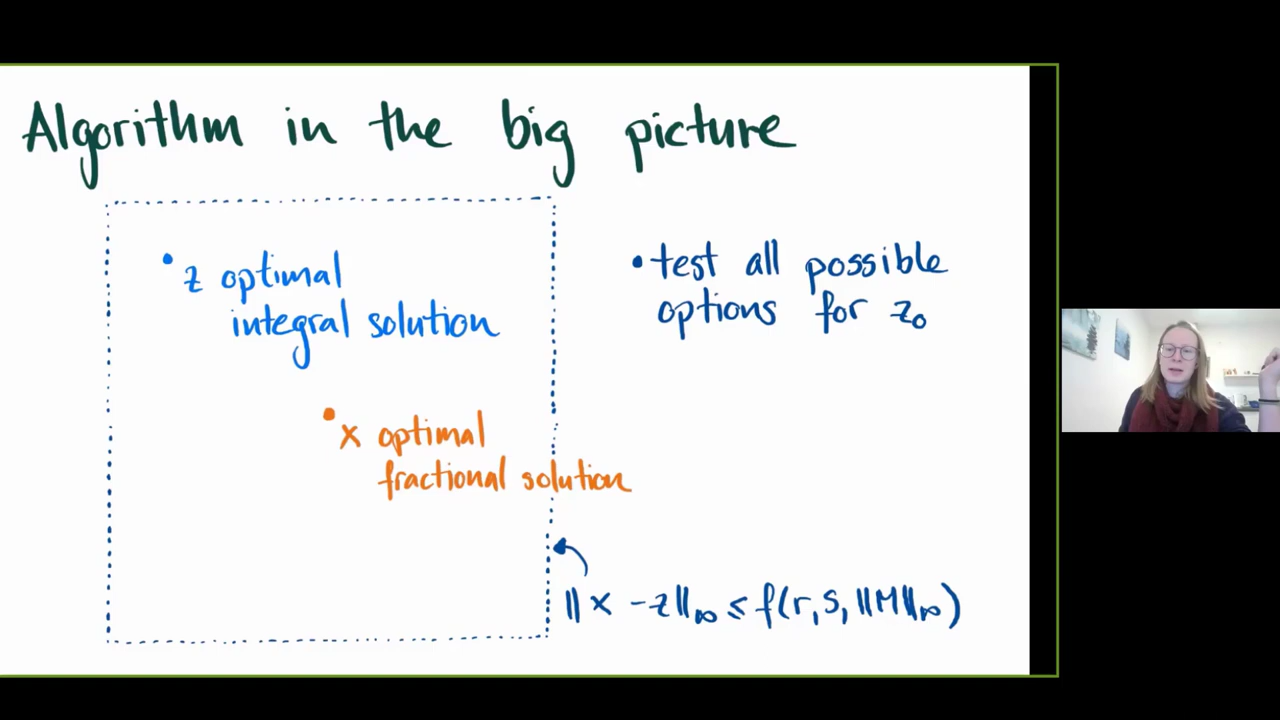 Algorithm in the big picture
• z optimal
integral solution
• x optimal
fractional solution
• test all possible
options for z₀
‖x - z‖∞ ≤ f(r, s, ‖M‖∞)